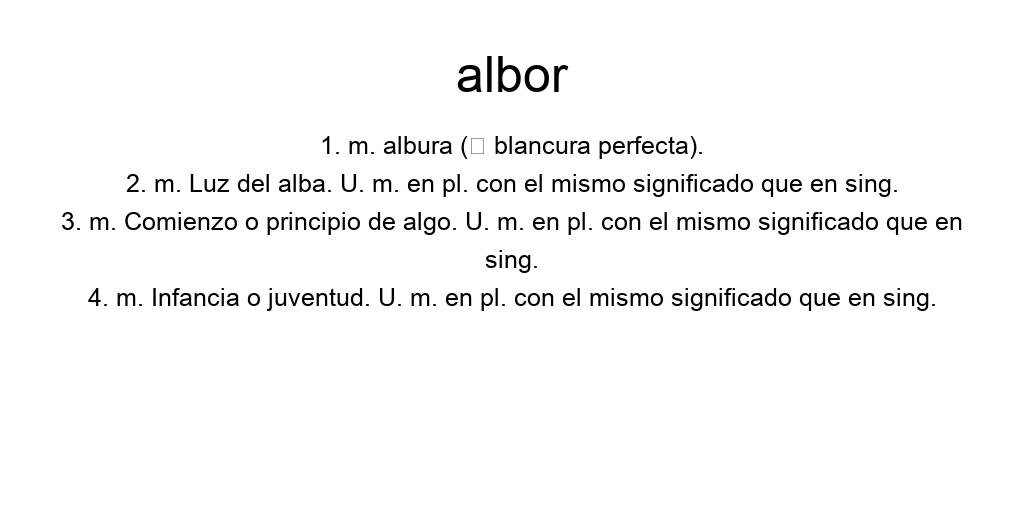 albor
1. m. albura (□ blancura perfecta).
2. m. Luz del alba. U. m. en pl. con el mismo significado que en sing.
3. m. Comienzo o principio de algo. U. m. en pl. con el mismo significado que en
sing.
4. m. Infancia o juventud. U. m. en pl. con el mismo significado que en sing.